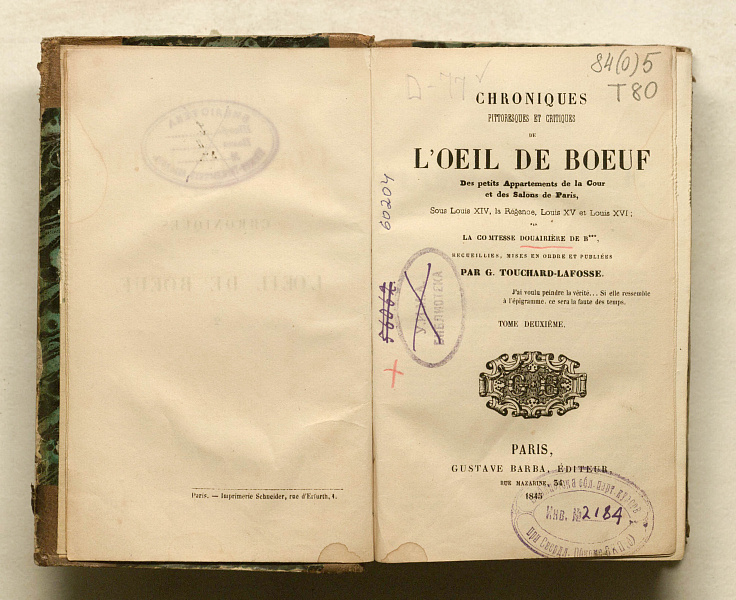 Paris. — Imprimerie Schneider, rue d'Erfurth, 1.
84(0)5
T80
D-77 ✓
CHRONIQUES
PITTORESQUES ET CRITIQUES
DE
L'OEIL DE BOEUF
Des petits Appartements de la Cour
et des Salons de Paris,
Sous Louis XIV, la Régence, Louis XV et Louis XVI;
PAR
LA COMTESSE DOUAIRIÈRE DE B***,
RECUEILLIES, MISES EN ORDRE ET PUBLIÉES
PAR G. TOUCHARD-LAFOSSE.
J'ai voulu peindre la vérité... Si elle ressemble
à l'épigramme, ce sera la faute des temps.
TOME DEUXIÈME.
60204
БИБЛИОТЕКА
PARIS,
GUSTAVE BARBA, ÉDITEUR,
RUE MAZARINE, 34.
1845
Инв. № 2184